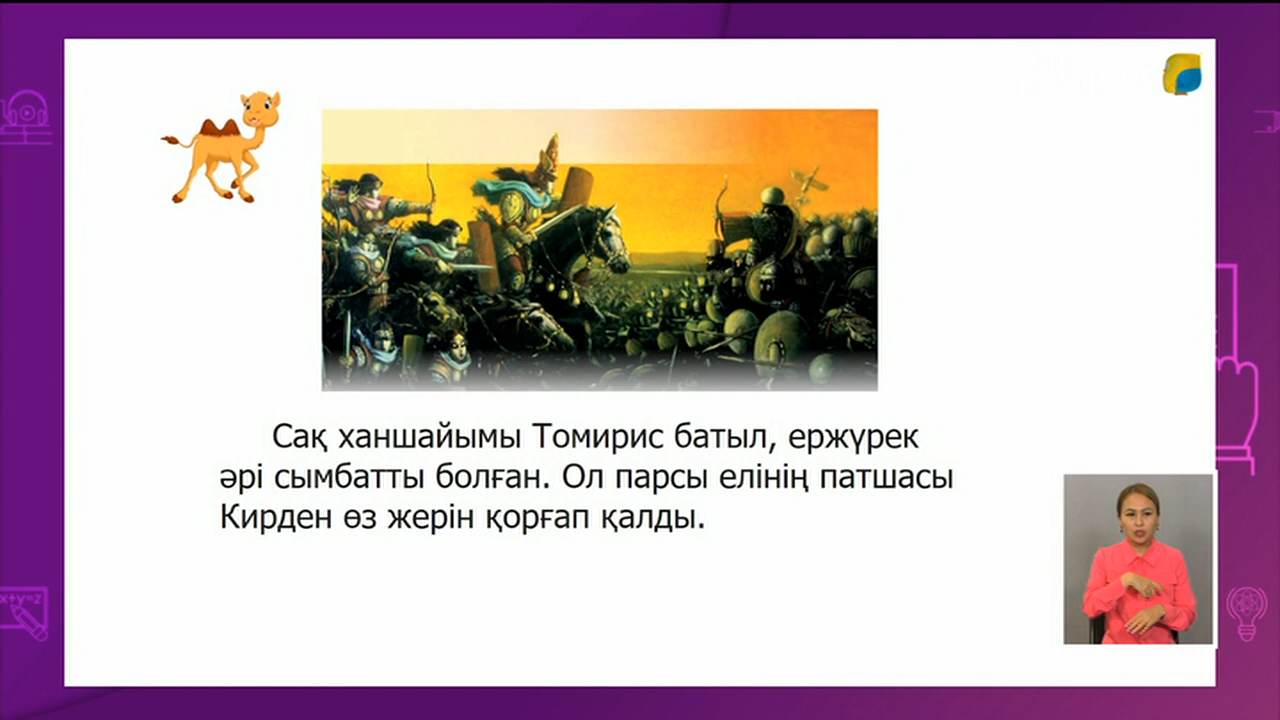 Сақ ханшайымы Томирис батыл, ержүрек
әрі сымбатты болған. Ол парсы елінің патшасы
Кирден өз жерін қорғап қалды.
x+y=z